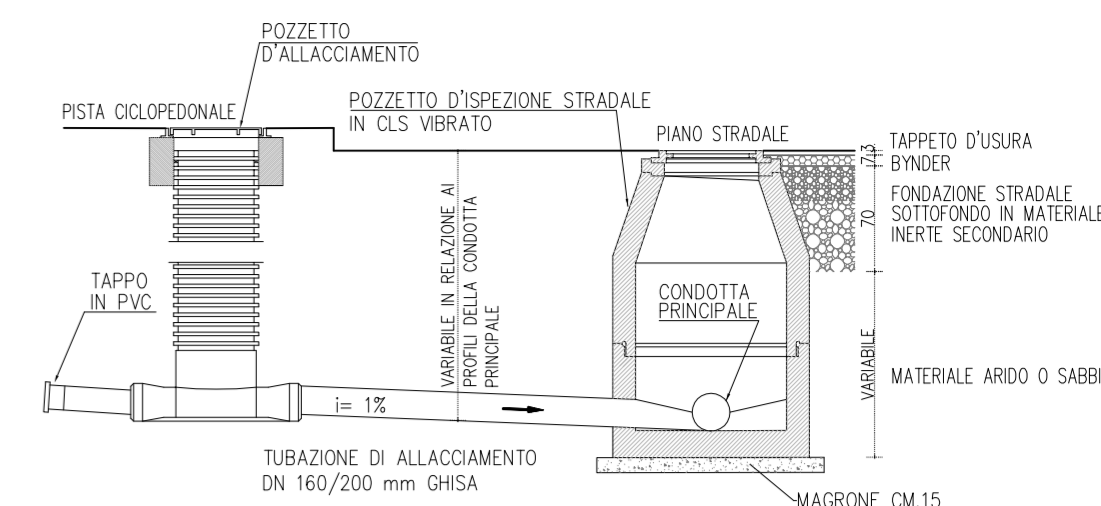 POZZETTO
D'ALLACCIAMENTO
PISTA CICLOPEDONALE
POZZETTO D'ISPEZIONE STRADALE
IN CLS VIBRATO
PIANO STRADALE
3
7
TAPPETO D'USURA
BYNDER
70
FONDAZIONE STRADALE
SOTTOFONDO IN MATERIALE
INERTE SECONDARIO
TAPPO
IN PVC
VARIABILE IN RELAZIONE AI
PROFILI DELLA CONDOTTA
PRINCIPALE
CONDOTTA
PRINCIPALE
VARIABILE
MATERIALE ARIDO O SABBI
i= 1%
TUBAZIONE DI ALLACCIAMENTO
DN 160/200 mm GHISA
MAGRONE CM.15